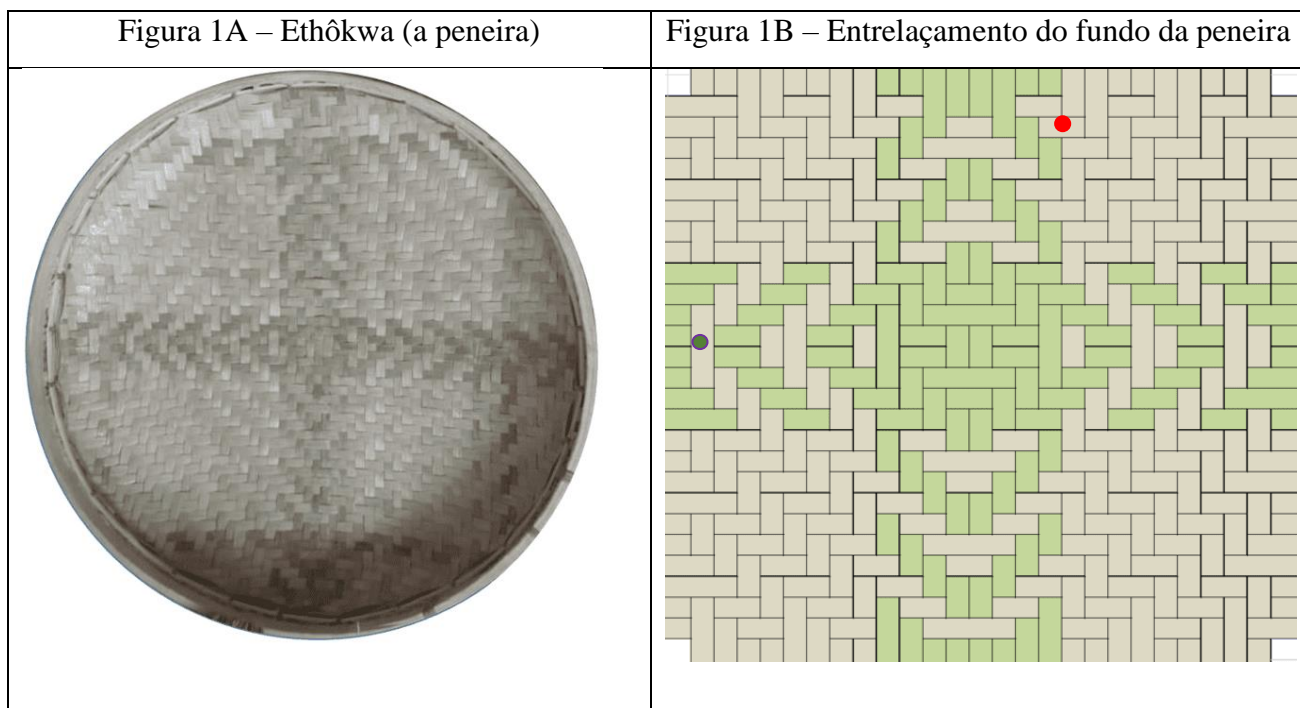 Figura 1A – Ethôkwa (a peneira)
Figura 1B – Entrelaçamento do fundo da peneira